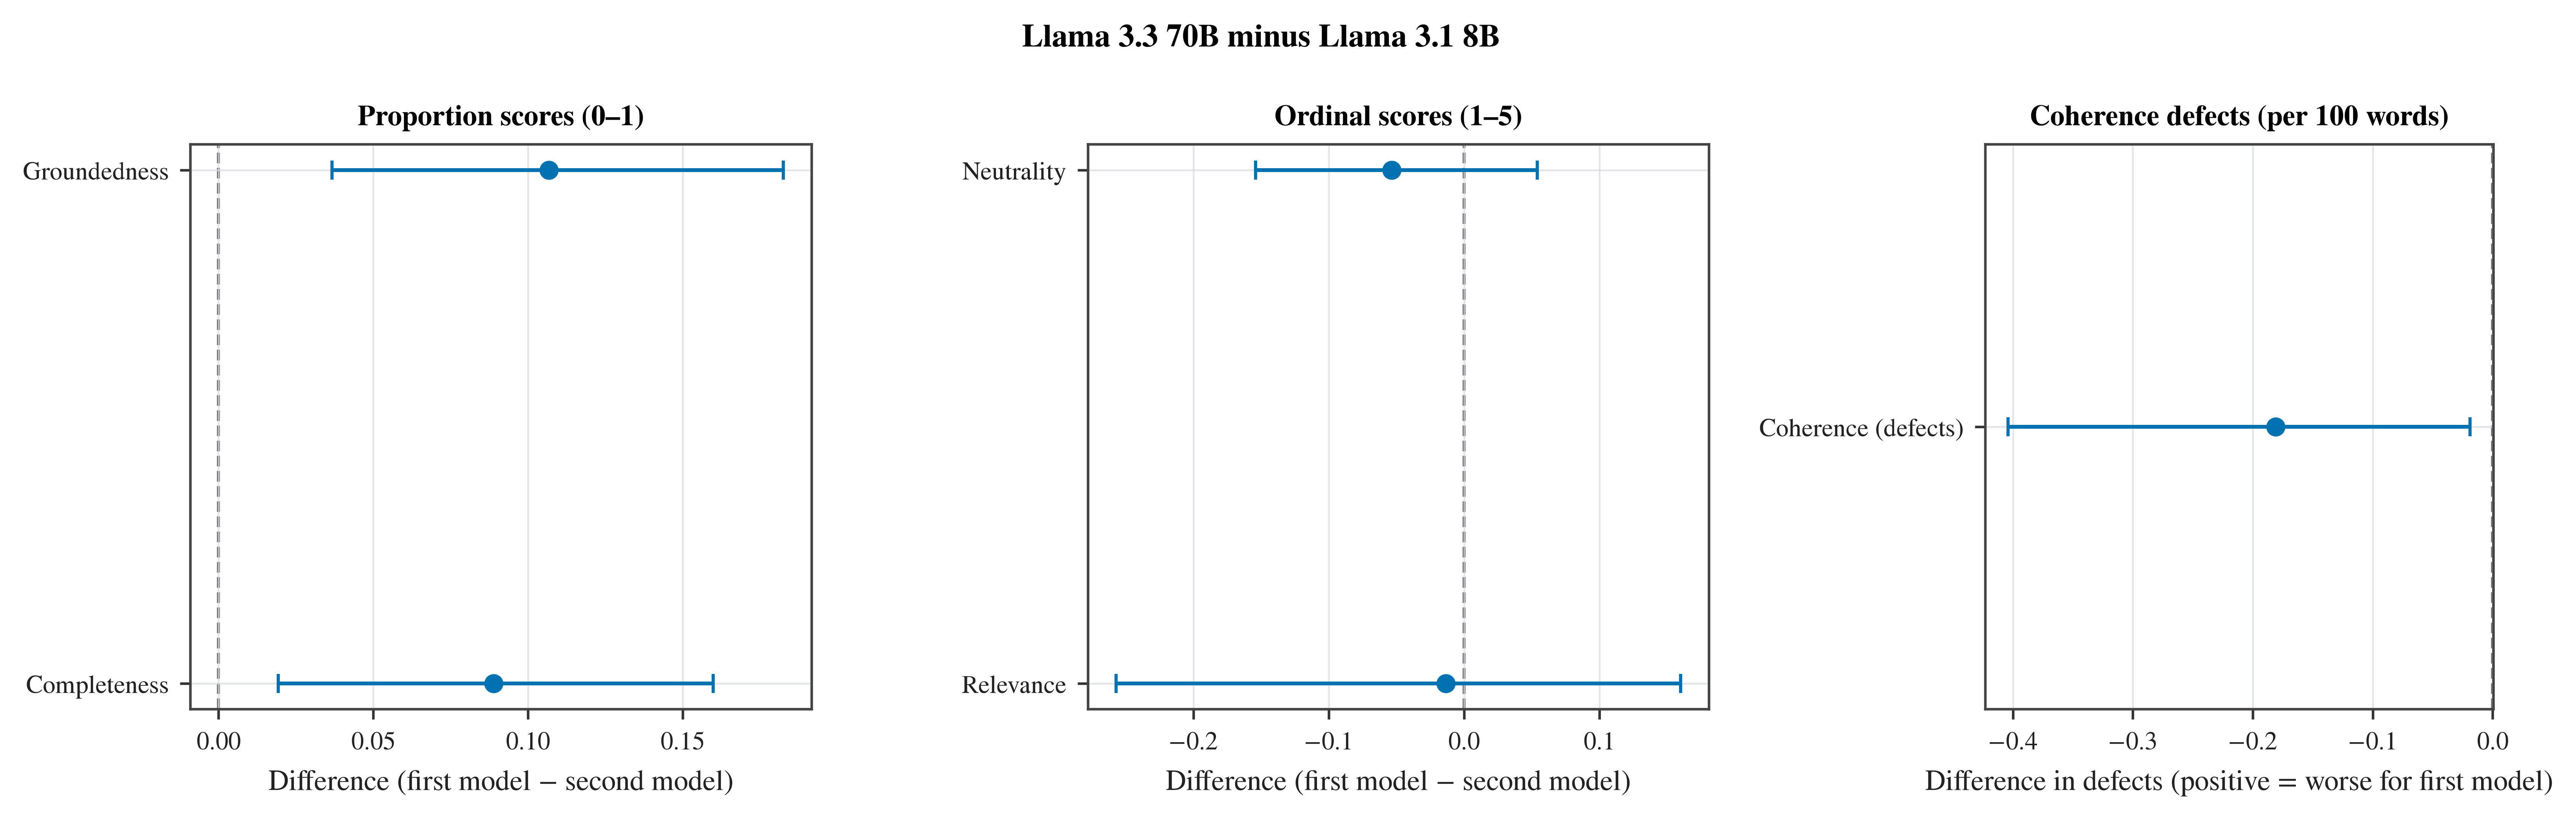 Llama 3.3 70B minus Llama 3.1 8B
Proportion scores (0–1)
Groundedness
Completeness
0.00 0.05 0.10 0.15
Difference (first model − second model)
Ordinal scores (1–5)
Neutrality
Relevance
−0.2 −0.1 0.0 0.1
Difference (first model − second model)
Coherence defects (per 100 words)
Coherence (defects)
−0.4 −0.3 −0.2 −0.1 0.0
Difference in defects (positive = worse for first model)